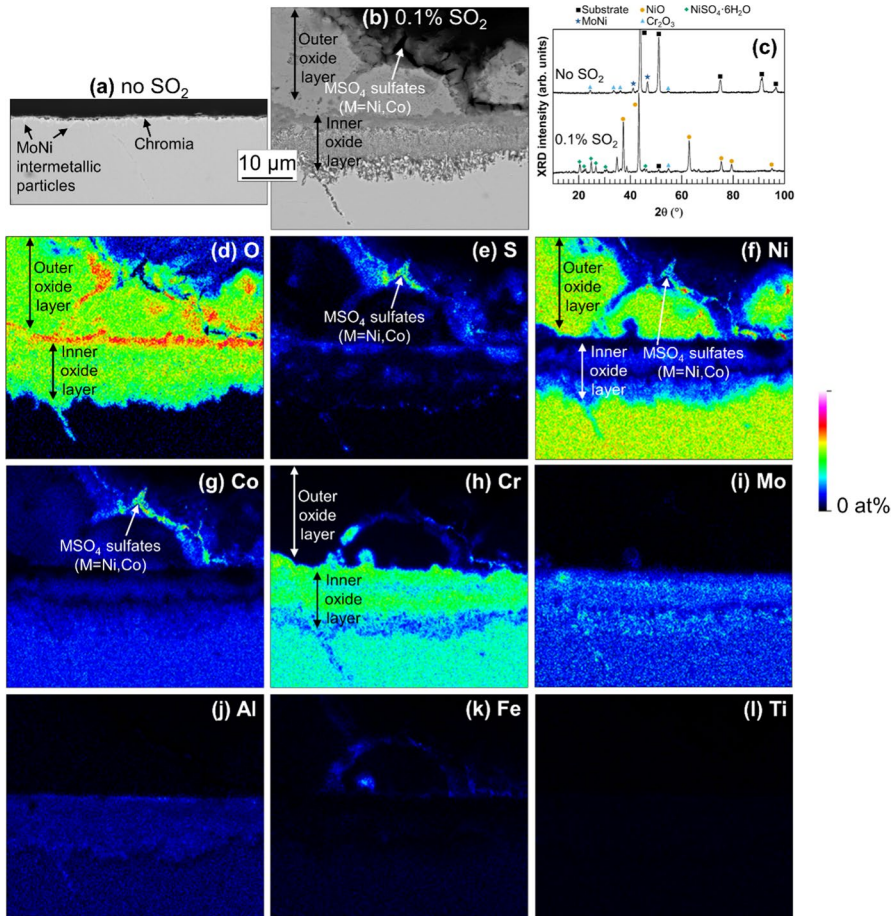 (a) no SO₂
MoNi
intermetallic
particles
Chromia
10 μm
(b) 0.1% SO₂
Outer
oxide
layer
MSO₄ sulfates
(M=Ni,Co)
Inner
oxide
layer
■ Substrate ● NiO ◆ NiSO₄·6H₂O
★ MoNi ▲ Cr₂O₃
(c)
XRD intensity (arb. units)
No SO₂
0.1% SO₂
20 40 60 80 100
2θ (°)
(d) O
Outer
oxide
layer
Inner
oxide
layer
(e) S
MSO₄ sulfates
(M=Ni,Co)
(f) Ni
Outer
oxide
layer
Inner
oxide
layer
MSO₄ sulfates
(M=Ni,Co)
(g) Co
MSO₄ sulfates
(M=Ni,Co)
(h) Cr
Outer
oxide
layer
Inner
oxide
layer
(i) Mo
0 at%
(j) Al
(k) Fe
(l) Ti